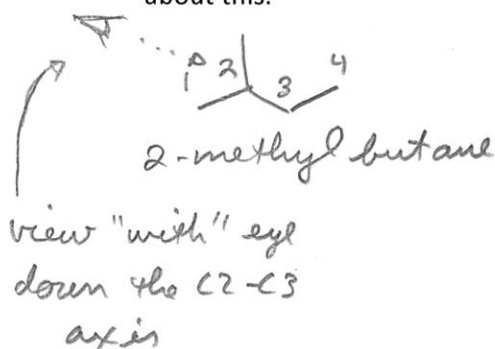 about this.
1 2 3 4
2-methyl butane
view "with" eye
down the C2-C3
axis